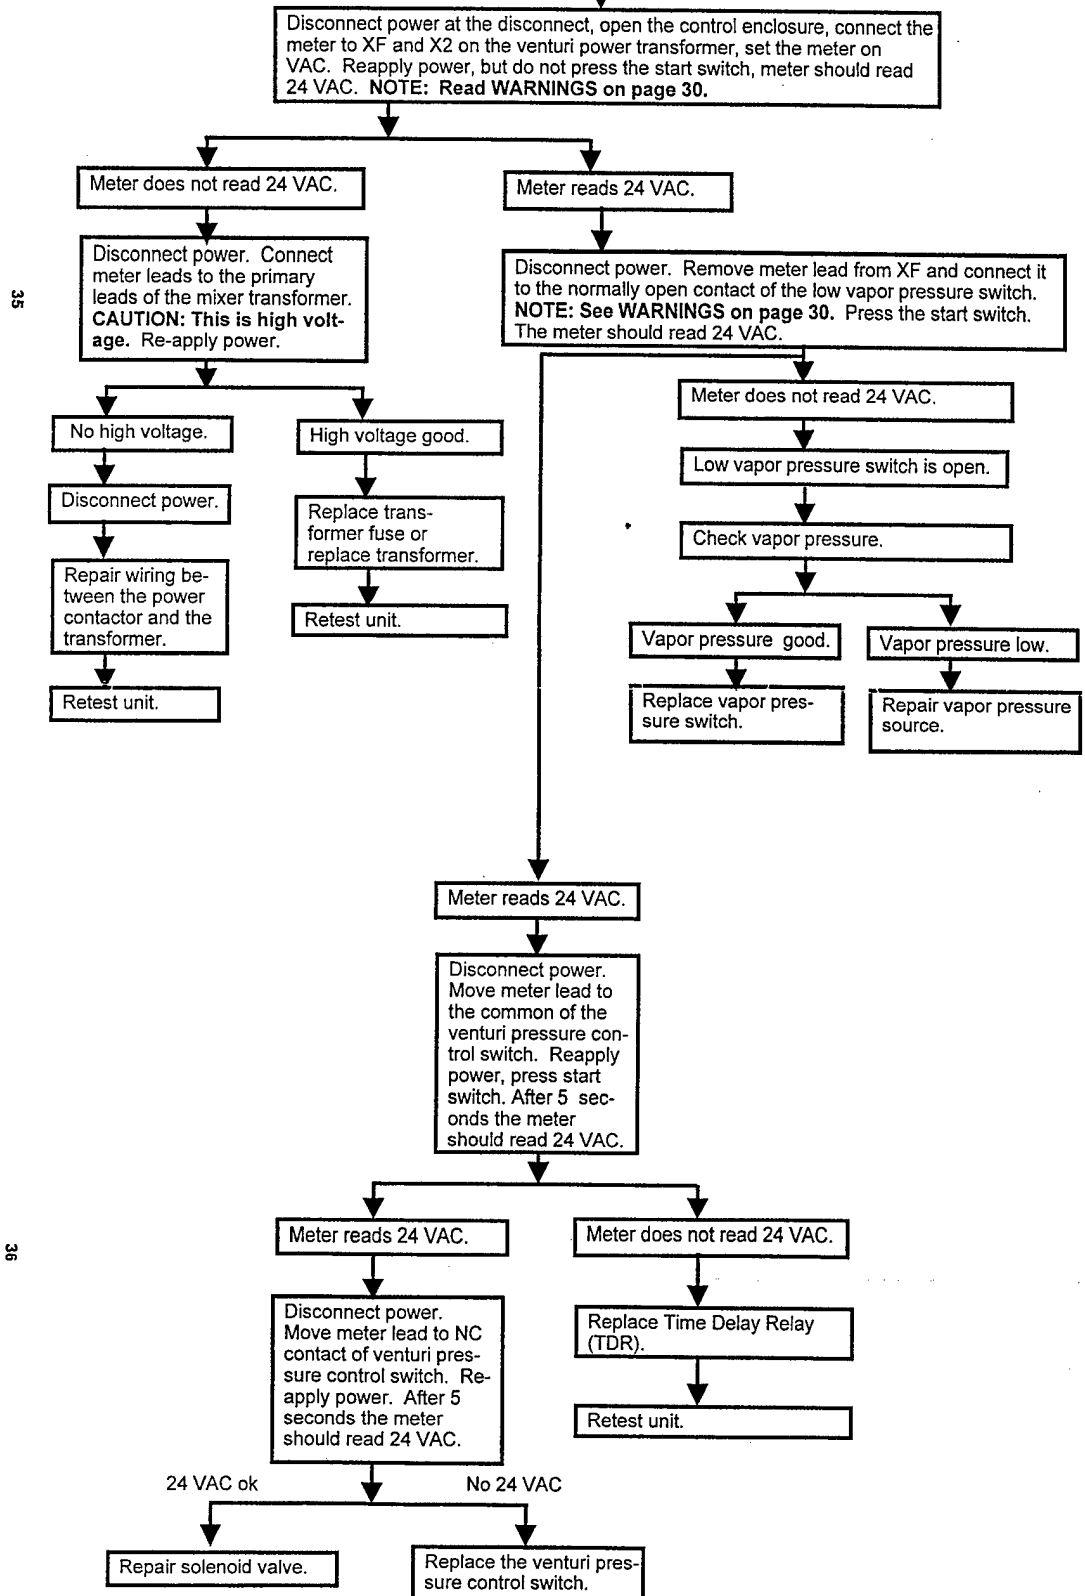 Disconnect power at the disconnect, open the control enclosure, connect the
meter to XF and X2 on the venturi power transformer, set the meter on
VAC. Reapply power, but do not press the start switch, meter should read
24 VAC. NOTE: Read WARNINGS on page 30.
Meter does not read 24 VAC.
Meter reads 24 VAC.
Disconnect power. Connect
meter leads to the primary
leads of the mixer transformer.
CAUTION: This is high volt-
age. Re-apply power.
Disconnect power. Remove meter lead from XF and connect it
to the normally open contact of the low vapor pressure switch.
NOTE: See WARNINGS on page 30. Press the start switch.
The meter should read 24 VAC.
35
No high voltage.
High voltage good.
Meter does not read 24 VAC.
Low vapor pressure switch is open.
Disconnect power.
Replace trans-
former fuse or
replace transformer.
Check vapor pressure.
Repair wiring be-
tween the power
contactor and the
transformer.
Retest unit.
Vapor pressure good.
Vapor pressure low.
Retest unit.
Replace vapor pres-
sure switch.
Repair vapor pressure
source.
Meter reads 24 VAC.
Disconnect power.
Move meter lead to
the common of the
venturi pressure con-
trol switch. Reapply
power, press start
switch. After 5 sec-
onds the meter
should read 24 VAC.
36
Meter reads 24 VAC.
Meter does not read 24 VAC.
Disconnect power.
Move meter lead to NC
contact of venturi pres-
sure control switch. Re-
apply power. After 5
seconds the meter
should read 24 VAC.
Replace Time Delay Relay
(TDR).
Retest unit.
24 VAC ok
No 24 VAC
Repair solenoid valve.
Replace the venturi pres-
sure control switch.